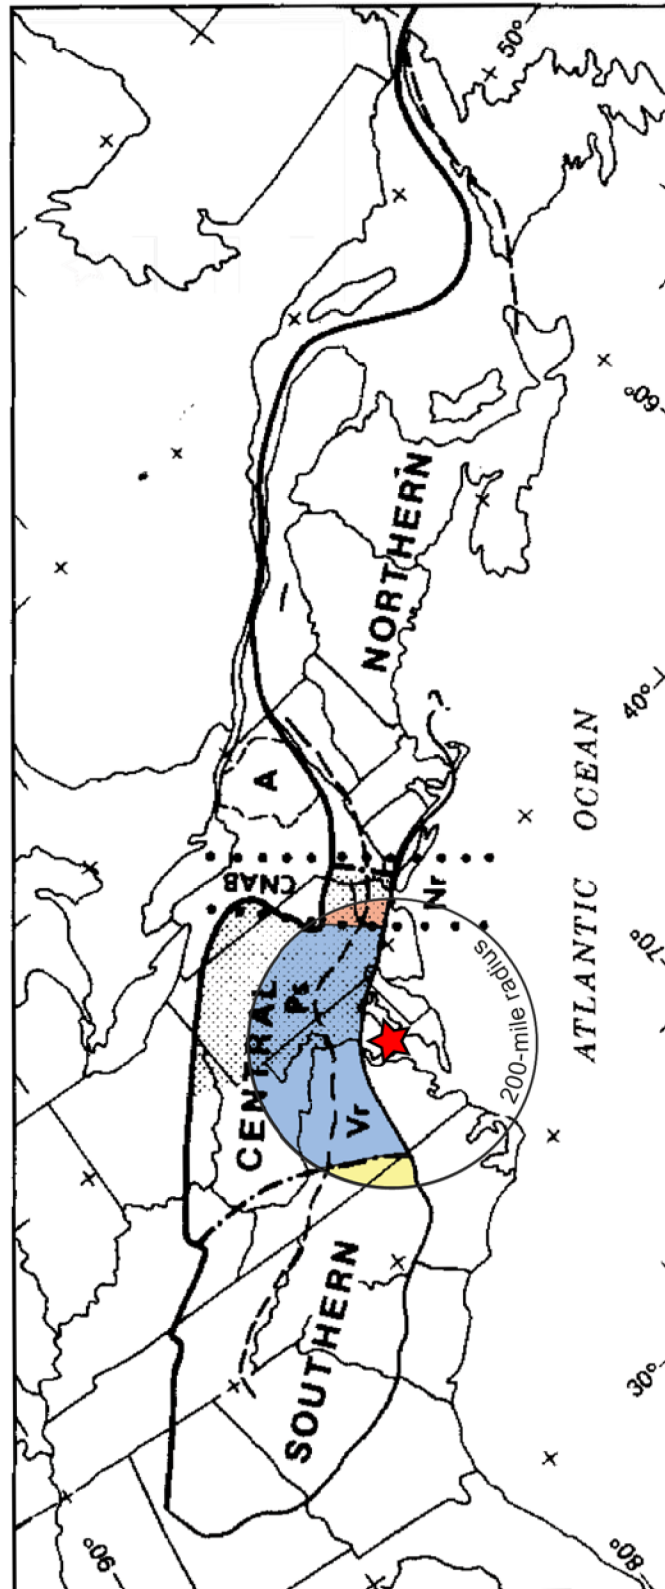 50°
60°
NORTHERN
40°
?
ATLANTIC OCEAN
A
CNAB
Nr
70°
200-mile radius
CENTRAL
Ps
Vr
SOUTHERN
30°
90°
80°